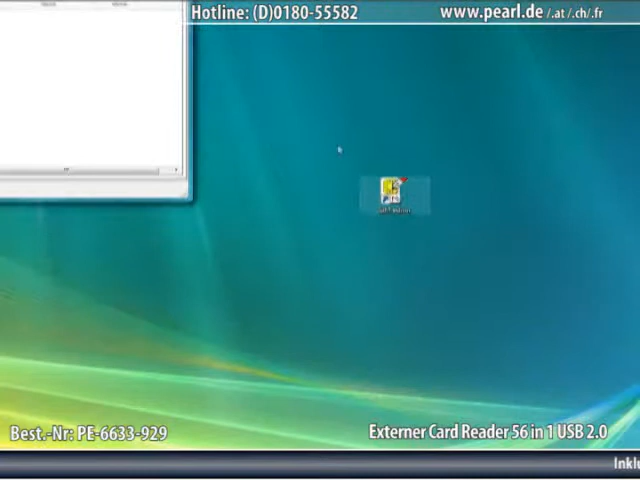 Hotline: (D)0180-55582
www.pearl.de /.at /.ch/.fr
Best.-Nr: PE-6633-929
Externer Card Reader 56 in 1 USB 2.0
Inklu